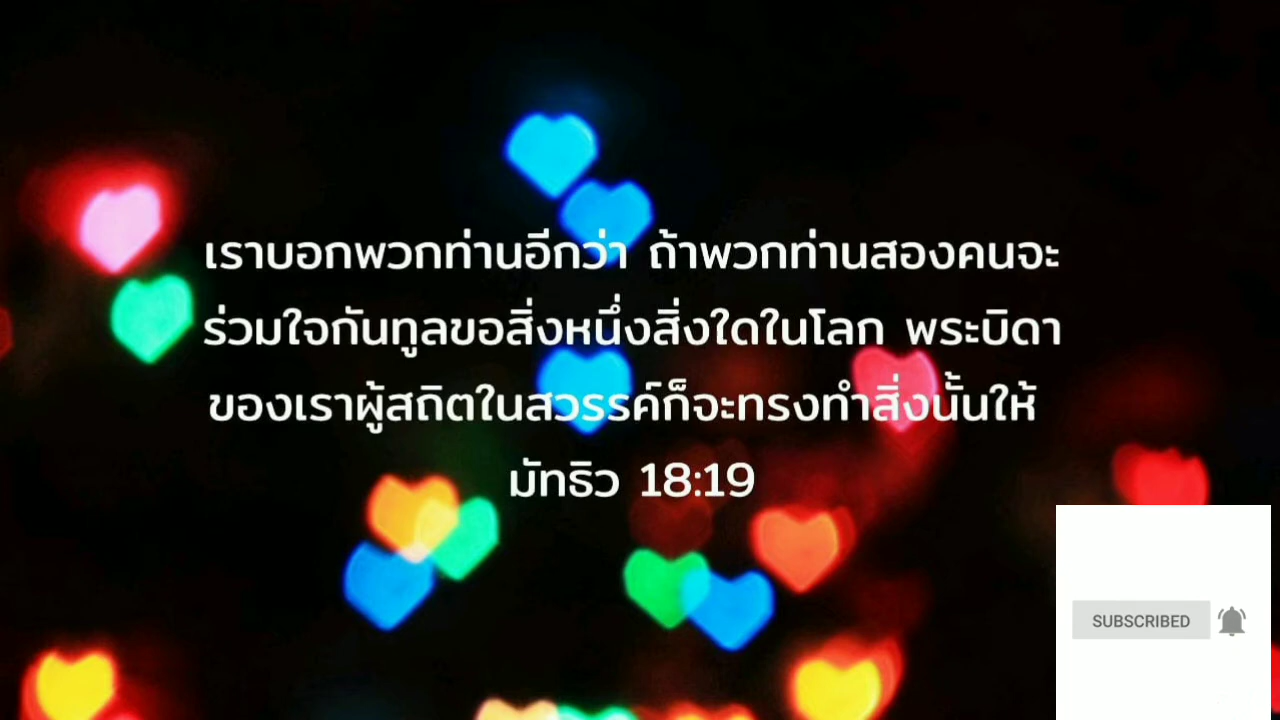 เราบอกพวกท่านอีกว่า ถ้าพวกท่านสองคนจะ
ร่วมใจกันทูลขอสิ่งหนึ่งสิ่งใดในโลก พระบิดา
ของเราผู้สถิตในสวรรค์ก็จะทรงทำสิ่งนั้นให้
มัทธิว 18:19
SUBSCRIBED